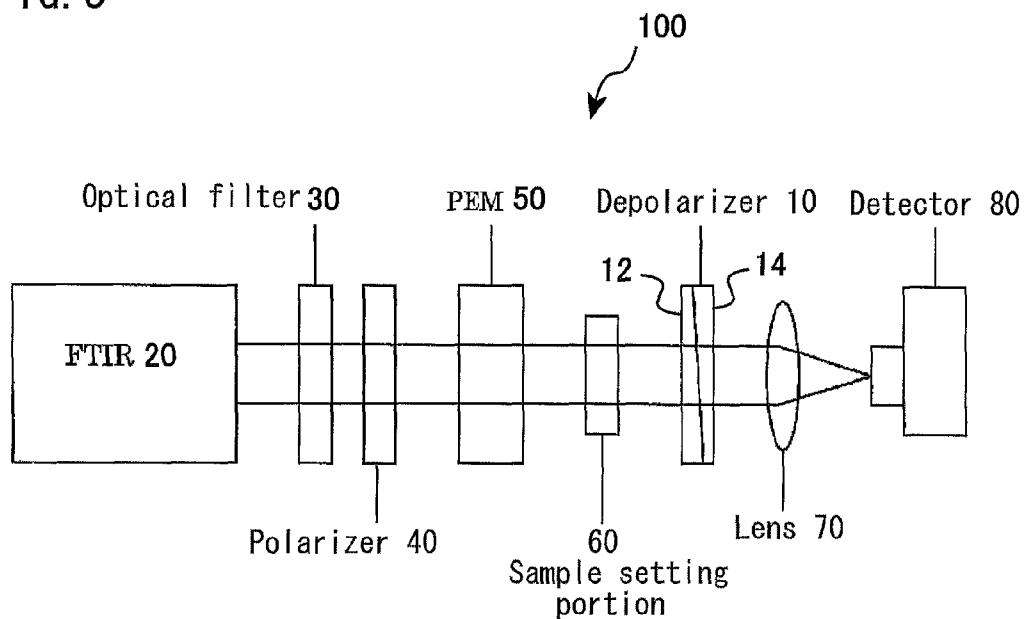 100
Optical filter 30
PEM 50
Depolarizer 10
Detector 80
12
14
FTIR 20
Polarizer 40
60
Sample setting
portion
Lens 70